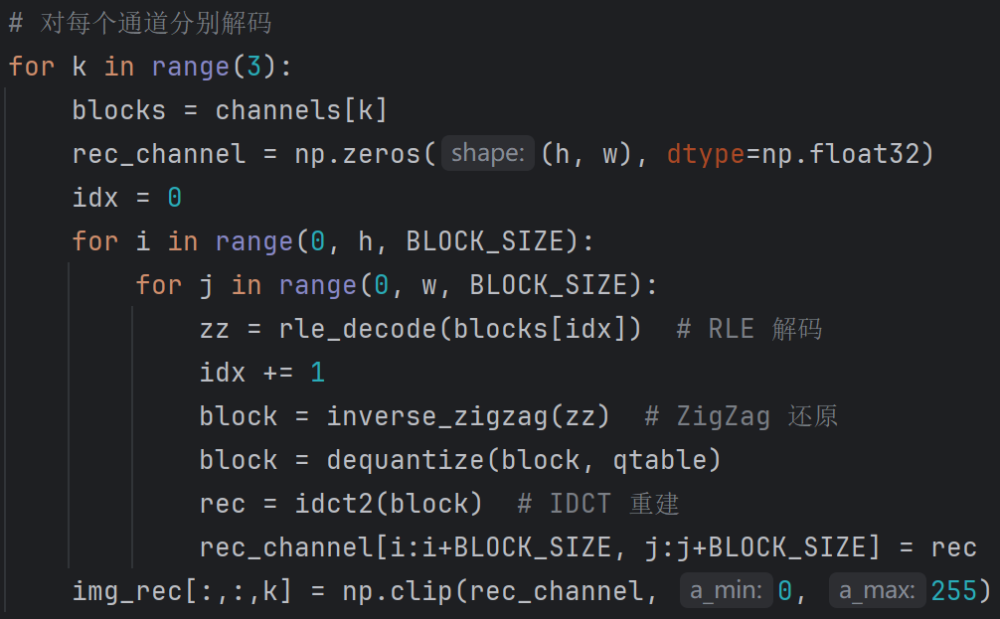 # 对每个通道分别解码
for k in range(3):
    blocks = channels[k]
    rec_channel = np.zeros( shape: (h, w), dtype=np.float32)
    idx = 0
    for i in range(0, h, BLOCK_SIZE):
        for j in range(0, w, BLOCK_SIZE):
            zz = rle_decode(blocks[idx])  # RLE 解码
            idx += 1
            block = inverse_zigzag(zz)  # ZigZag 还原
            block = dequantize(block, qtable)
            rec = idct2(block)  # IDCT 重建
            rec_channel[i:i+BLOCK_SIZE, j:j+BLOCK_SIZE] = rec
    img_rec[:,:,k] = np.clip(rec_channel, a_min: 0, a_max: 255)